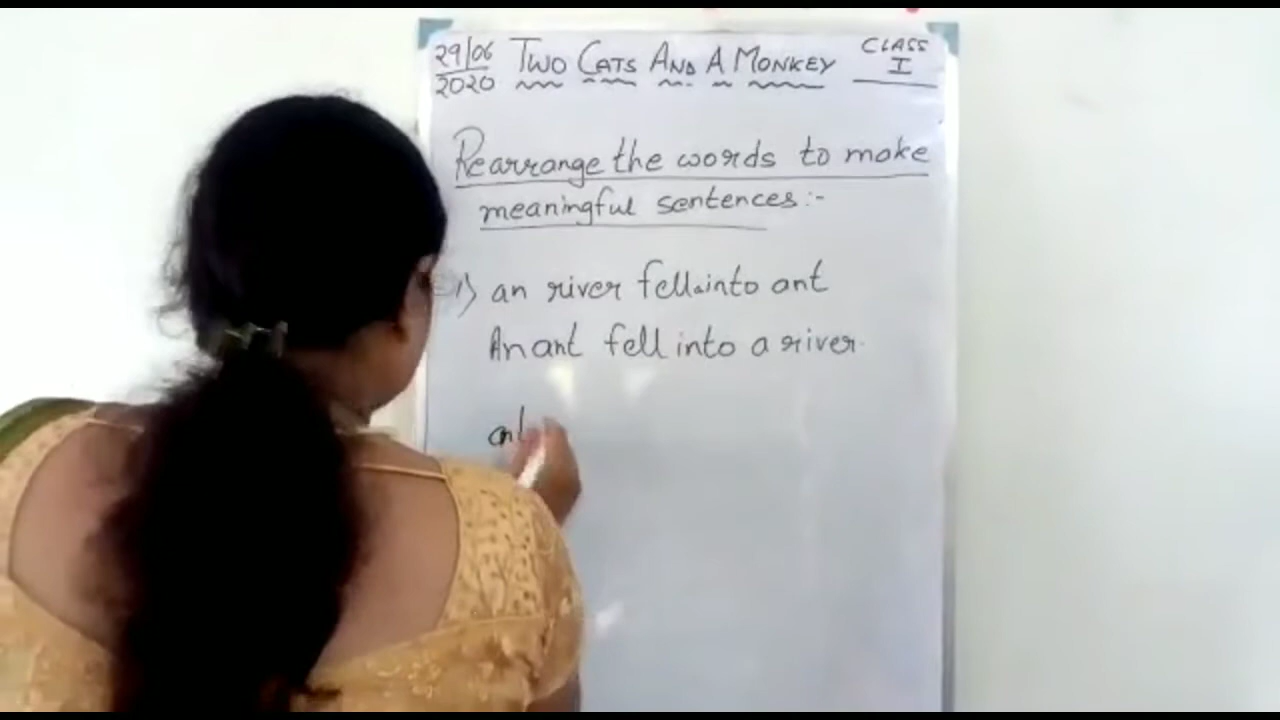 29/06
2020
TWO CATS AND A MONKEY
CLASS
I
Rearrange the words to make
meaningful sentences:-
1) an river fell into ant
An ant fell into a river.